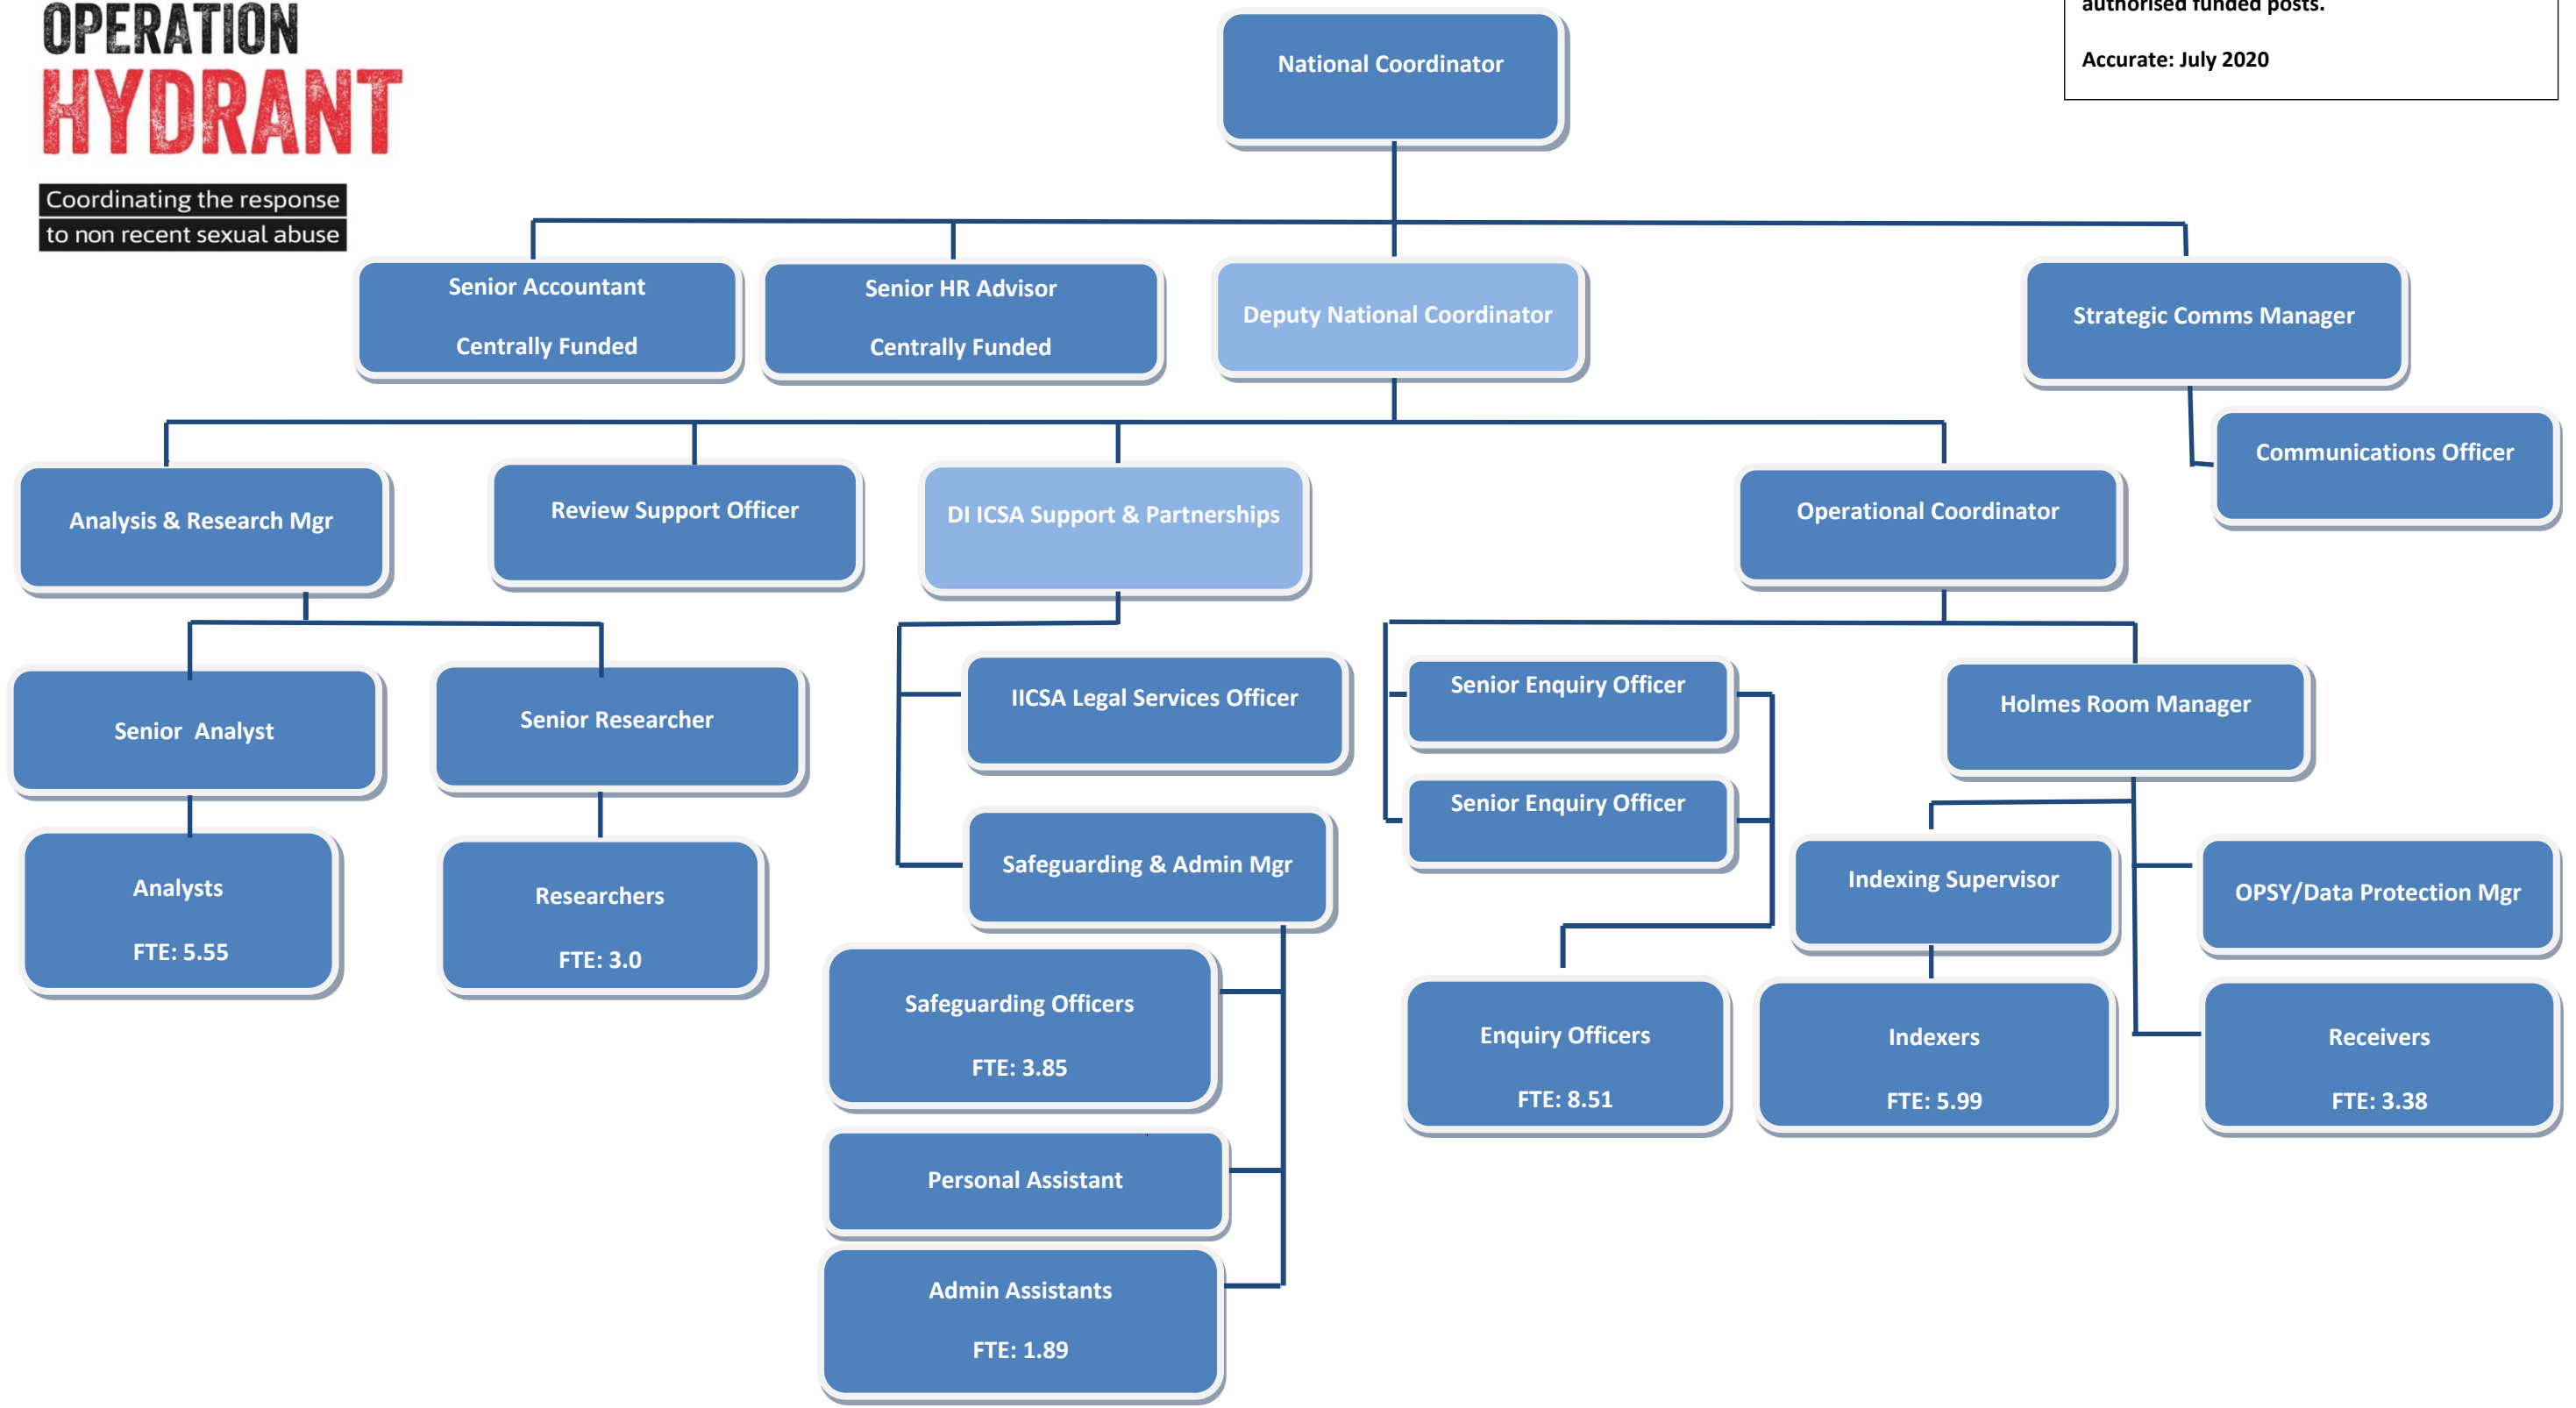 OPERATION
HYDRANT
Coordinating the response
to non recent sexual abuse
authorised funded posts.
Accurate: July 2020
National Coordinator
Senior Accountant
Centrally Funded
Senior HR Advisor
Centrally Funded
Deputy National Coordinator
Strategic Comms Manager
Communications Officer
Analysis & Research Mgr
Review Support Officer
DI ICSA Support & Partnerships
Operational Coordinator
Senior  Analyst
Senior Researcher
IICSA Legal Services Officer
Senior Enquiry Officer
Holmes Room Manager
Senior Enquiry Officer
Analysts
FTE: 5.55
Researchers
FTE: 3.0
Safeguarding & Admin Mgr
Indexing Supervisor
OPSY/Data Protection Mgr
Safeguarding Officers
FTE: 3.85
Enquiry Officers
FTE: 8.51
Indexers
FTE: 5.99
Receivers
FTE: 3.38
Personal Assistant
Admin Assistants
FTE: 1.89